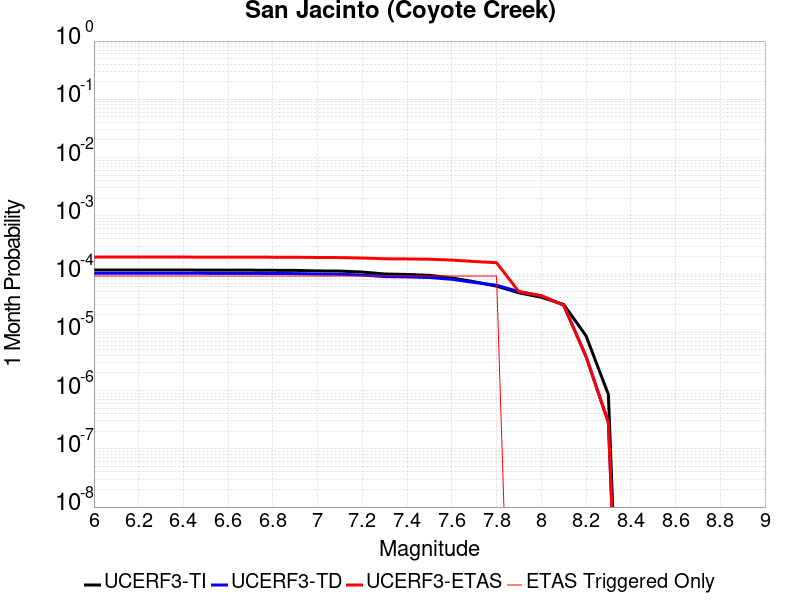 San Jacinto (Coyote Creek)
10^0
10^-1
10^-2
10^-3
10^-4
10^-5
10^-6
10^-7
10^-8
1 Month Probability
6 6.2 6.4 6.6 6.8 7 7.2 7.4 7.6 7.8 8 8.2 8.4 8.6 8.8 9
Magnitude
UCERF3-TI UCERF3-TD UCERF3-ETAS ETAS Triggered Only